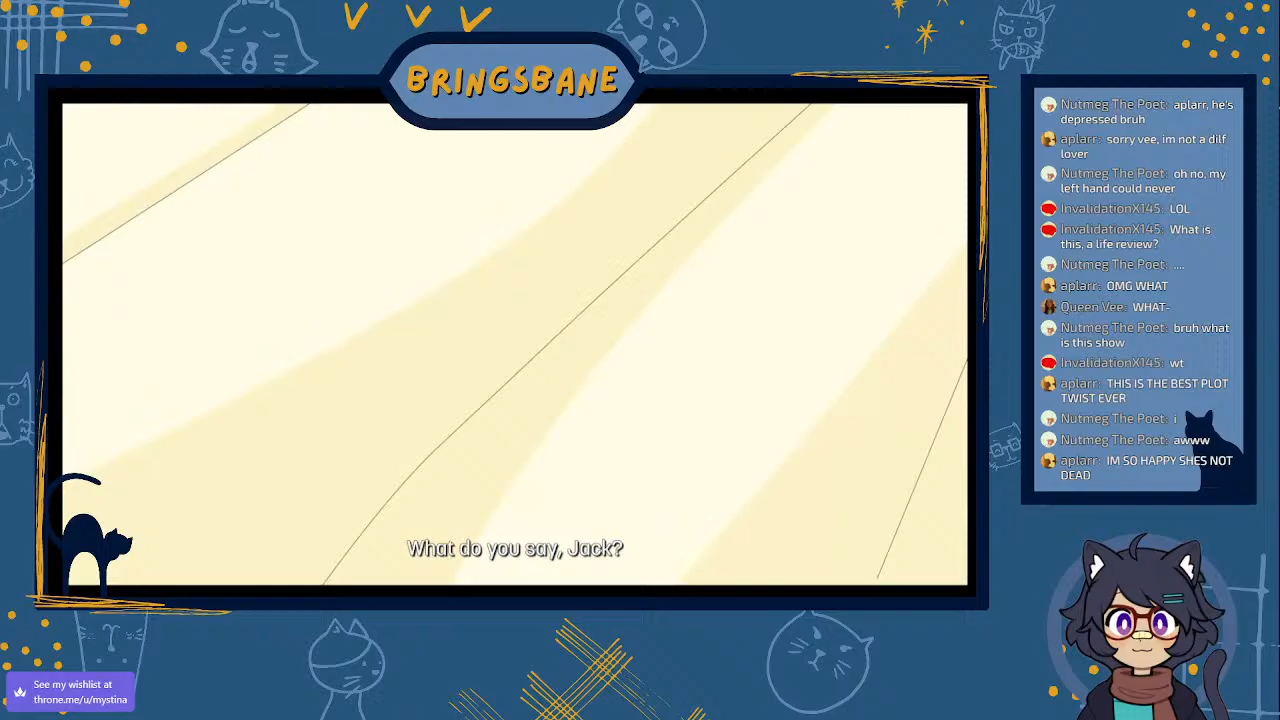 BRINGSBANE
Nutmeg The Poet: aplarr, he's
depressed bruh
aplarr: sorry vee, im not a dilf
lover
Nutmeg The Poet: oh no, my
left hand could never
InvalidationX145: LOL
InvalidationX145: What is
this, a life review?
Nutmeg The Poet: ....
aplarr: OMG WHAT
Queen Vee: WHAT-
Nutmeg The Poet: bruh what
is this show
InvalidationX145: wt
aplarr: THIS IS THE BEST PLOT
TWIST EVER
Nutmeg The Poet: i
Nutmeg The Poet: awww
aplarr: IM SO HAPPY SHES NOT
DEAD
What do you say, Jack?
See my wishlist at
throne.me/u/mystina